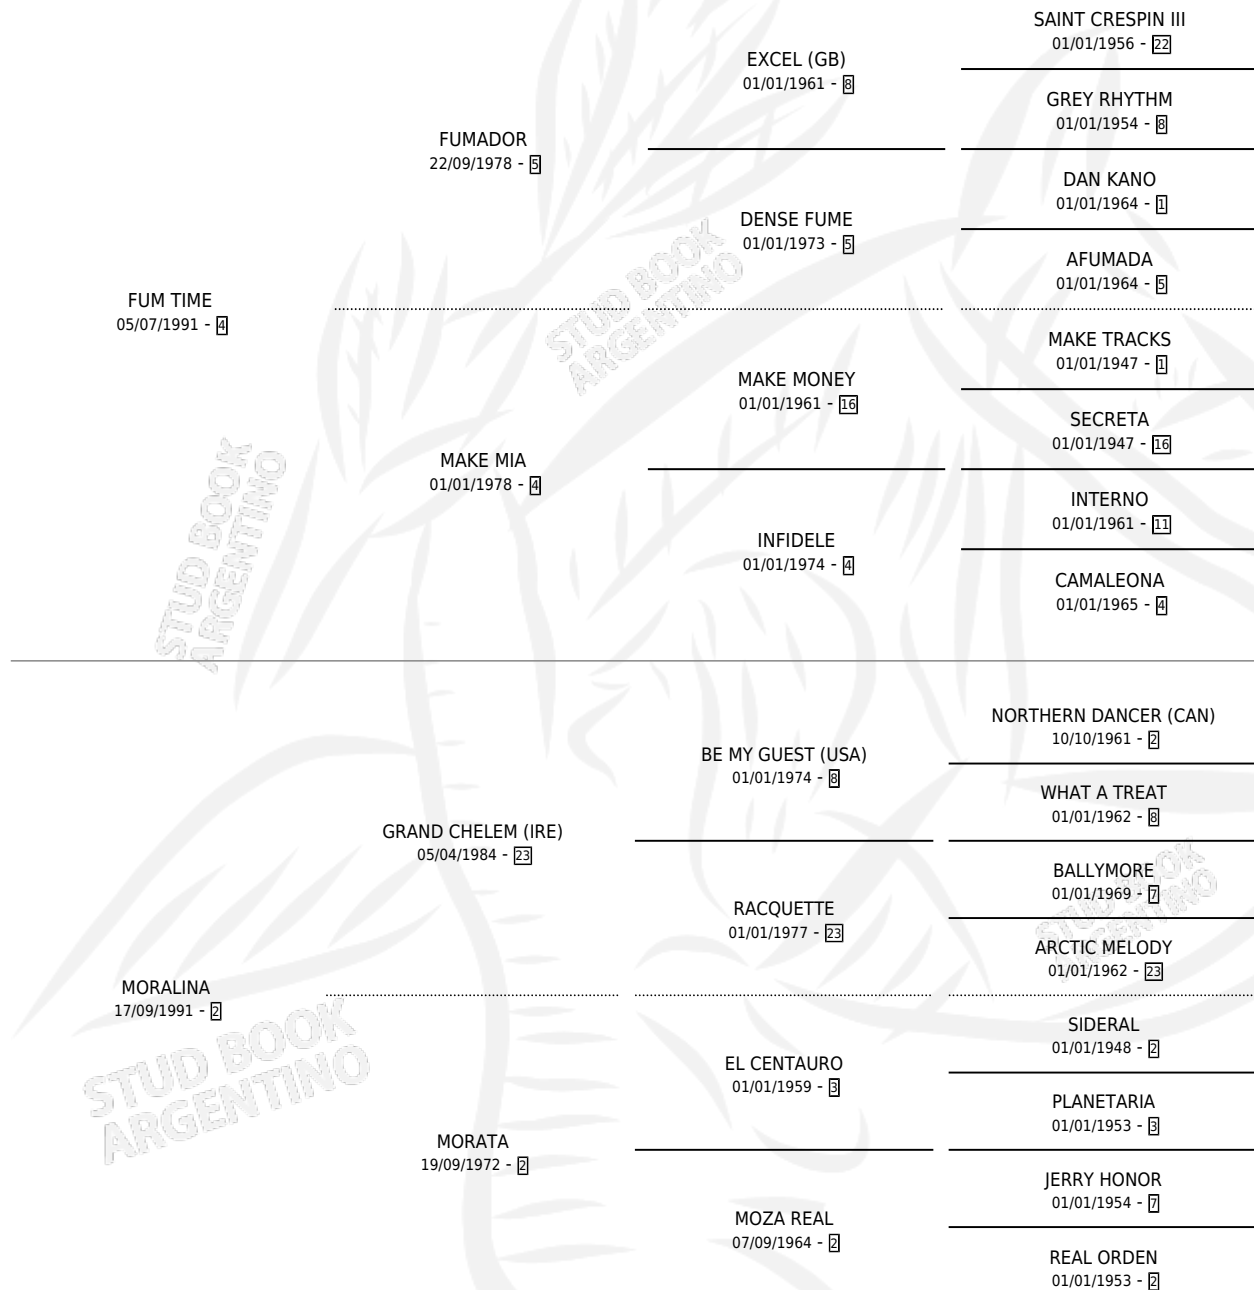 SAINT CRESPIN III
01/01/1956 - 22
EXCEL (GB)
01/01/1961 - 8
GREY RHYTHM
01/01/1954 - 8
FUMADOR
22/09/1978 - 5
DAN KANO
01/01/1964 - 1
DENSE FUME
01/01/1973 - 5
AFUMADA
01/01/1964 - 5
FUM TIME
05/07/1991 - 4
MAKE TRACKS
01/01/1947 - 1
MAKE MONEY
01/01/1961 - 16
SECRETA
01/01/1947 - 16
MAKE MIA
01/01/1978 - 4
INTERNO
01/01/1961 - 11
INFIDELE
01/01/1974 - 4
CAMALEONA
01/01/1965 - 4
STUD BOOK
ARGENTINO
STUD BOOK
ARGENTINO
NORTHERN DANCER (CAN)
10/10/1961 - 2
BE MY GUEST (USA)
01/01/1974 - 8
WHAT A TREAT
01/01/1962 - 8
GRAND CHELEM (IRE)
05/04/1984 - 23
BALLYMORE
01/01/1969 - 7
RACQUETTE
01/01/1977 - 23
ARCTIC MELODY
01/01/1962 - 23
MORALINA
17/09/1991 - 2
SIDERAL
01/01/1948 - 2
EL CENTAURO
01/01/1959 - 3
PLANETARIA
01/01/1953 - 3
MORATA
19/09/1972 - 2
JERRY HONOR
01/01/1954 - 7
MOZA REAL
07/09/1964 - 2
REAL ORDEN
01/01/1953 - 2
STUD BOOK
ARGENTINO
STUD BOOK
ARGENTINO